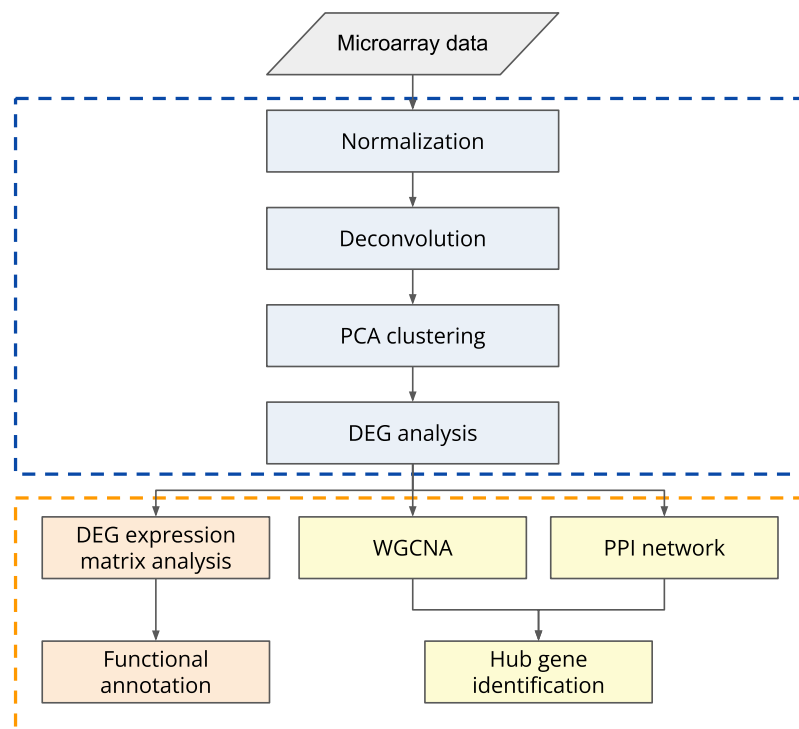 Microarray data
Normalization
Deconvolution
PCA clustering
DEG analysis
DEG expression
matrix analysis
WGCNA
PPI network
Functional
annotation
Hub gene
identification